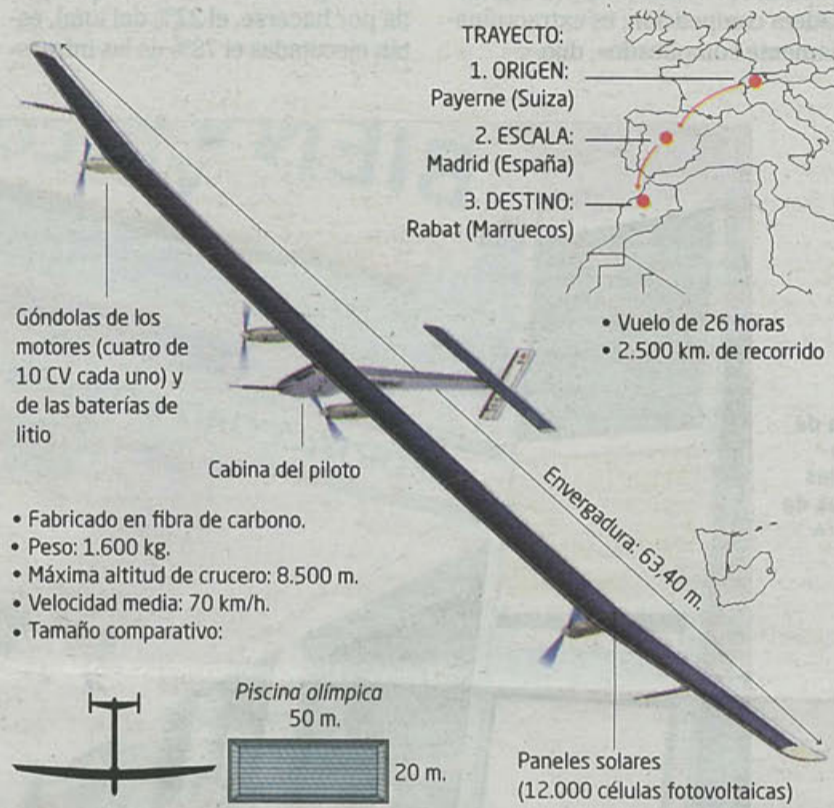 TRAYECTO:
1. ORIGEN:
Payerne (Suiza)
2. ESCALA:
Madrid (España)
3. DESTINO:
Rabat (Marruecos)
• Vuelo de 26 horas
• 2.500 km. de recorrido
Góndolas de los
motores (cuatro de
10 CV cada uno) y
de las baterías de
litio
Cabina del piloto
Envergadura: 63,40 m.
• Fabricado en fibra de carbono.
• Peso: 1.600 kg.
• Máxima altitud de crucero: 8.500 m.
• Velocidad media: 70 km/h.
• Tamaño comparativo:
Piscina olímpica
50 m.
20 m.
Paneles solares
(12.000 células fotovoltaicas)